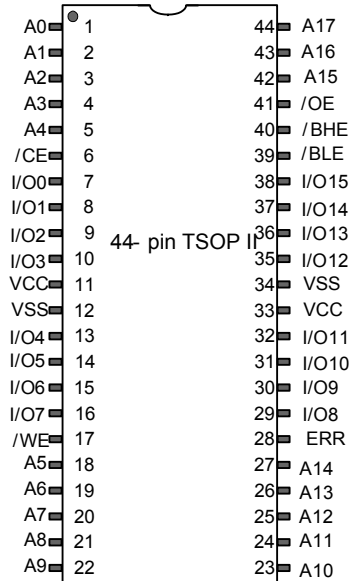 A0 1 44 A17
A1 2 43 A16
A2 3 42 A15
A3 4 41 /OE
A4 5 40 /BHE
/CE 6 39 /BLE
I/O0 7 38 I/O15
I/O1 8 37 I/O14
I/O2 9 44- pin TSOP II 36 I/O13
I/O3 10 35 I/O12
VCC 11 34 VSS
VSS 12 33 VCC
I/O4 13 32 I/O11
I/O5 14 31 I/O10
I/O6 15 30 I/O9
I/O7 16 29 I/O8
/WE 17 28 ERR
A5 18 27 A14
A6 19 26 A13
A7 20 25 A12
A8 21 24 A11
A9 22 23 A10